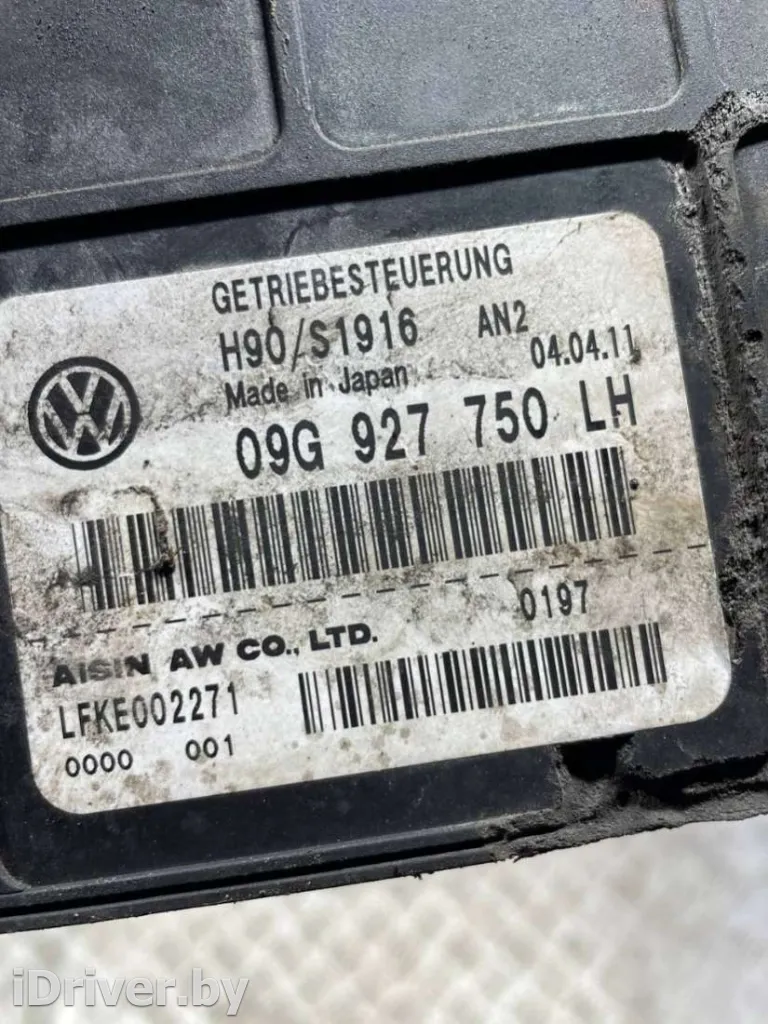 GETRIEBESTEUERUNG
H90/S1916 AN2
Made in Japan 04.04.11
09G 927 750 LH
0197
AISIN AW CO., LTD.
LFKE002271
0000 001
iDriver.by